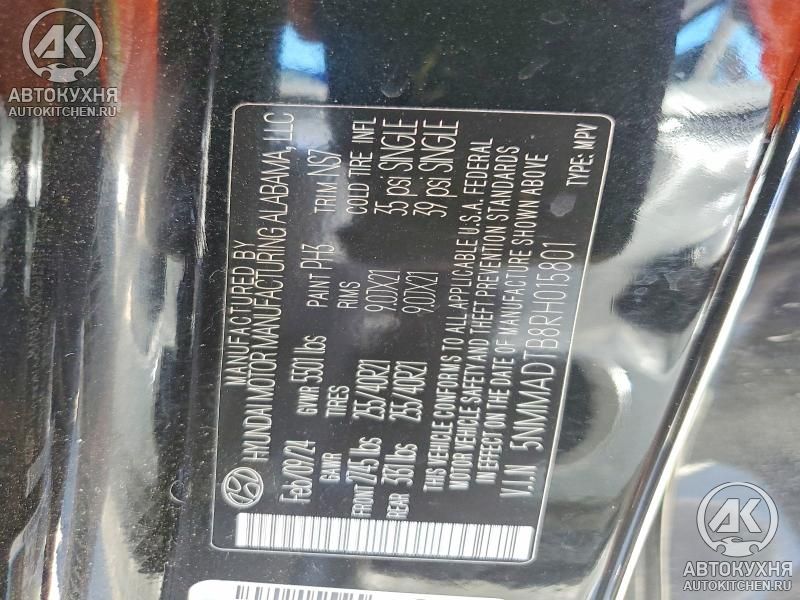 АК
АВТОКУХНЯ
AUTOKITCHEN.RU
MANUFACTURED BY
HYUNDAI MOTOR MANUFACTURING ALABAMA, LLC
Feb/09/24 GVWR 5501 lbs PAINT PH3 TRIM NS7
GAWR TIRES RIMS COLD TIRE INFL
FRONT 2745 lbs 255/40R21 9.0JX21 35 psi SINGLE
REAR 3161 lbs 255/40R21 9.0JX21 39 psi SINGLE
THIS VEHICLE CONFORMS TO ALL APPLICABLE U.S.A. FEDERAL
MOTOR VEHICLE SAFETY AND THEFT PREVENTION STANDARDS
IN EFFECT ON THE DATE OF MANUFACTURE SHOWN ABOVE
V.I.N 5NMMADTB8RH015801 TYPE: MPV
АК
АВТОКУХНЯ
AUTOKITCHEN.RU